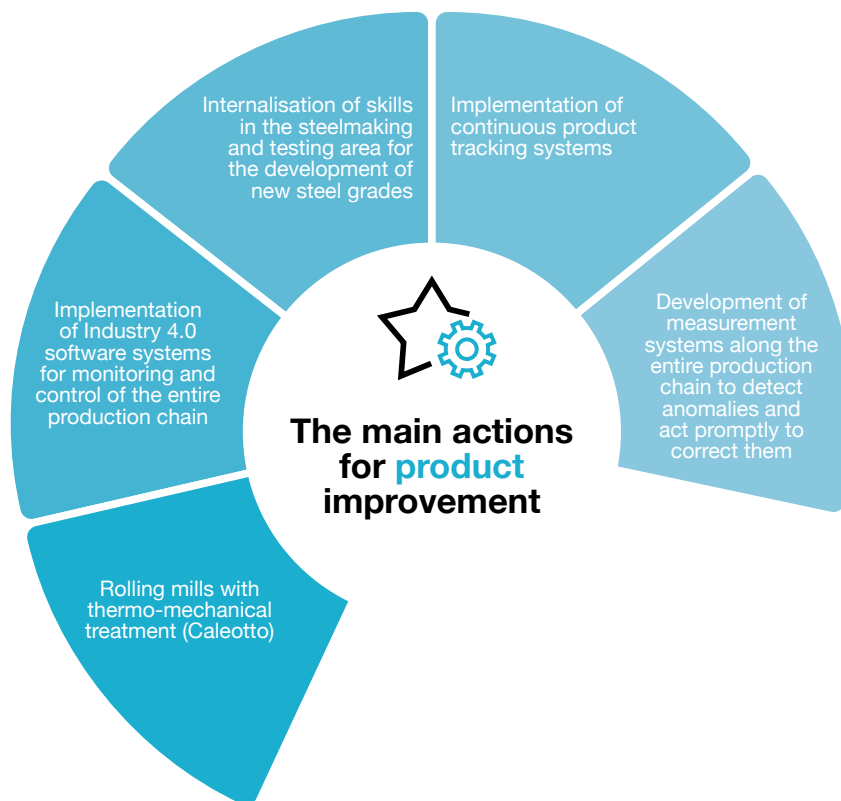 Internalisation of skills
in the steelmaking
and testing area for
the development of
new steel grades
Implementation of
continuous product
tracking systems
Implementation
of Industry 4.0
software systems
for monitoring and
control of the entire
production chain
Development of
measurement
systems along the
entire production
chain to detect
anomalies and
act promptly to
correct them
The main actions
for product
improvement
Rolling mills with
thermo-mechanical
treatment (Caleotto)